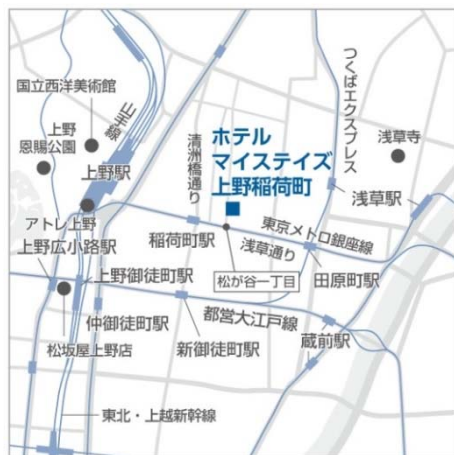 国立西洋美術館
上野
恩賜公園
山手線
上野駅
アトレ上野
上野広小路駅
清洲橋通り
ホテル
マイステイズ
上野稲荷町
つくばエクスプレス
浅草寺
浅草駅
稲荷町駅
東京メトロ銀座線
浅草通り
松が谷一丁目
田原町駅
上野御徒町駅
仲御徒町駅
松坂屋上野店
都営大江戸線
新御徒町駅
蔵前駅
東北・上越新幹線